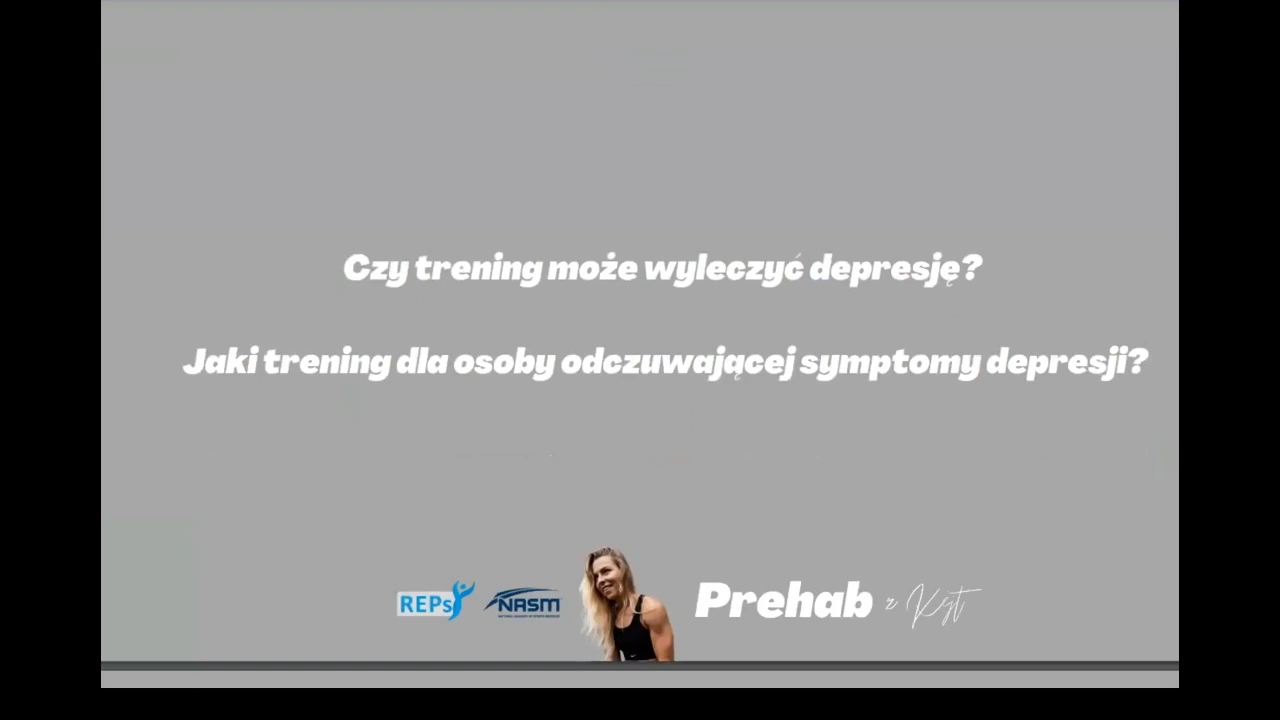 Czy trening może wyleczyć depresję?
Jaki trening dla osoby odczuwającej symptomy depresji?
REPs
NASM
Prehab z